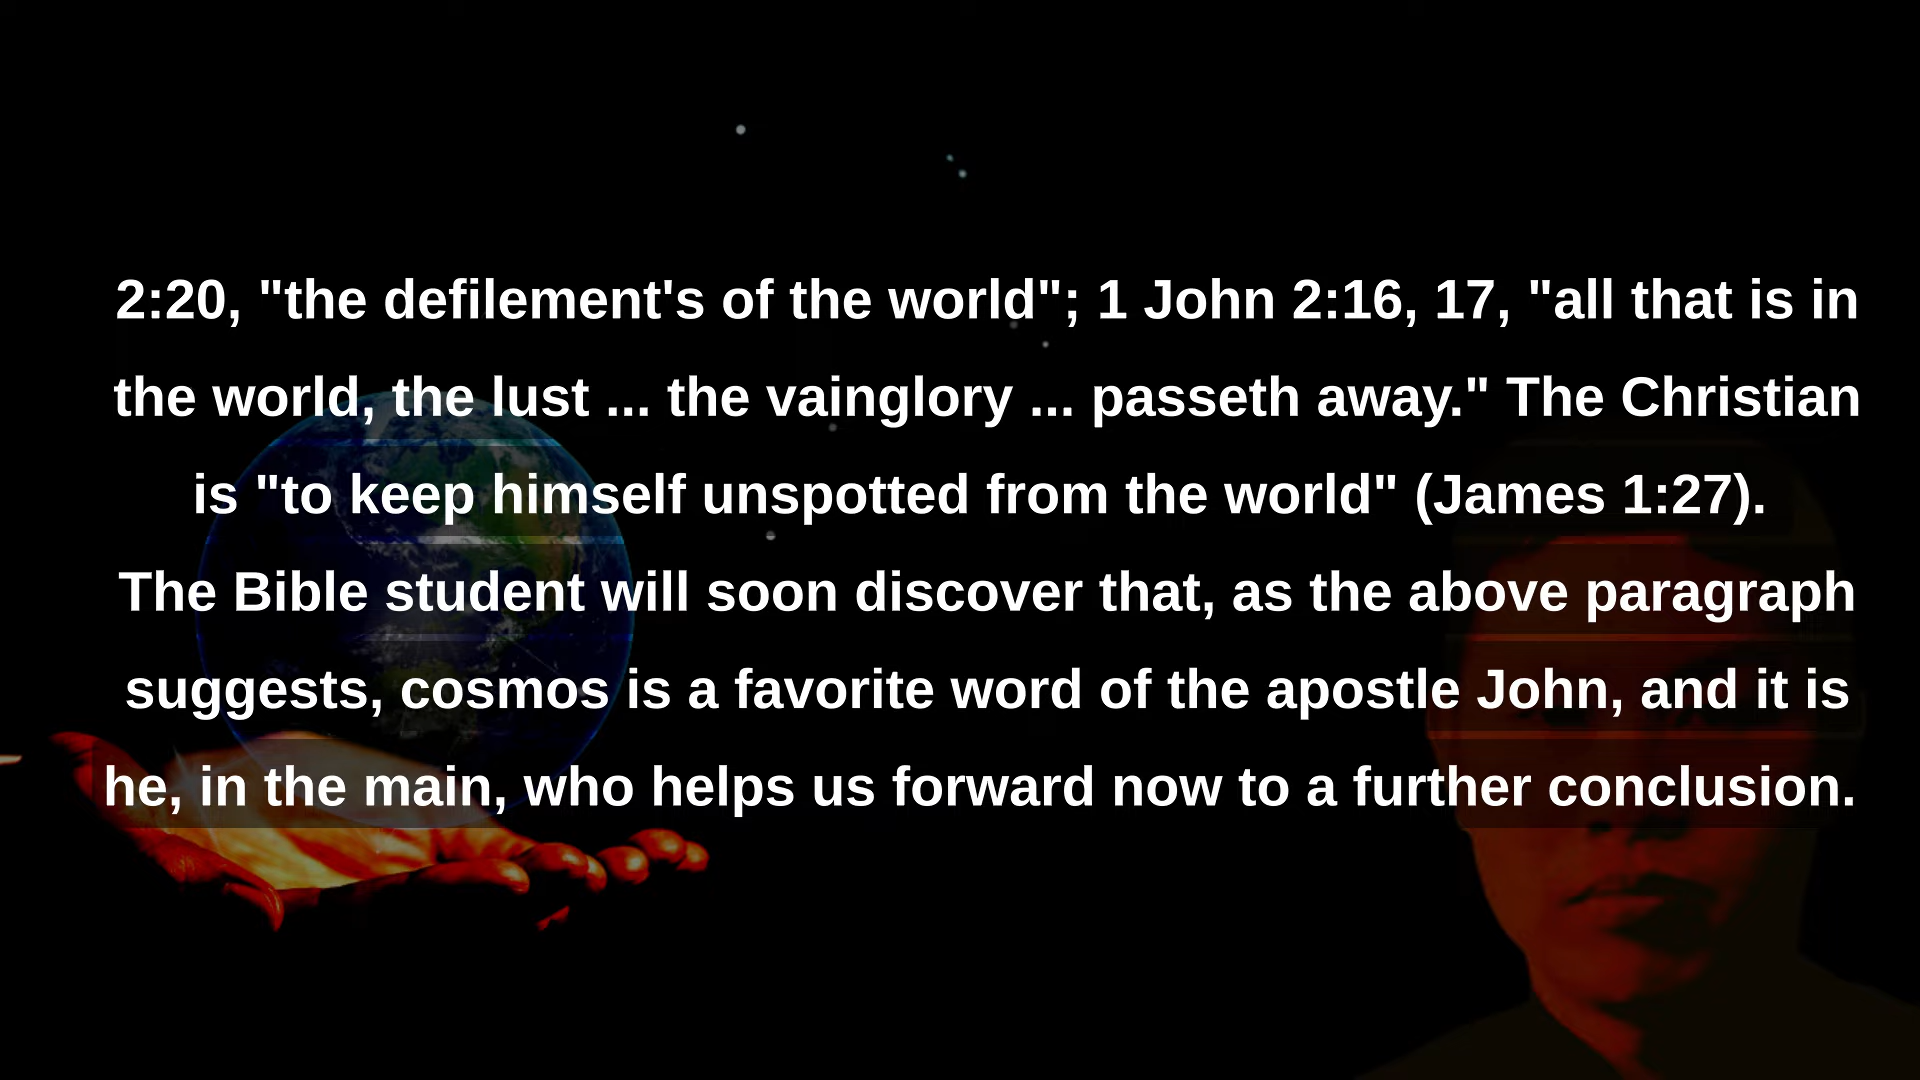 2:20, "the defilement's of the world"; 1 John 2:16, 17, "all that is in
the world, the lust ... the vainglory ... passeth away." The Christian
is "to keep himself unspotted from the world" (James 1:27).
The Bible student will soon discover that, as the above paragraph
suggests, cosmos is a favorite word of the apostle John, and it is
he, in the main, who helps us forward now to a further conclusion.